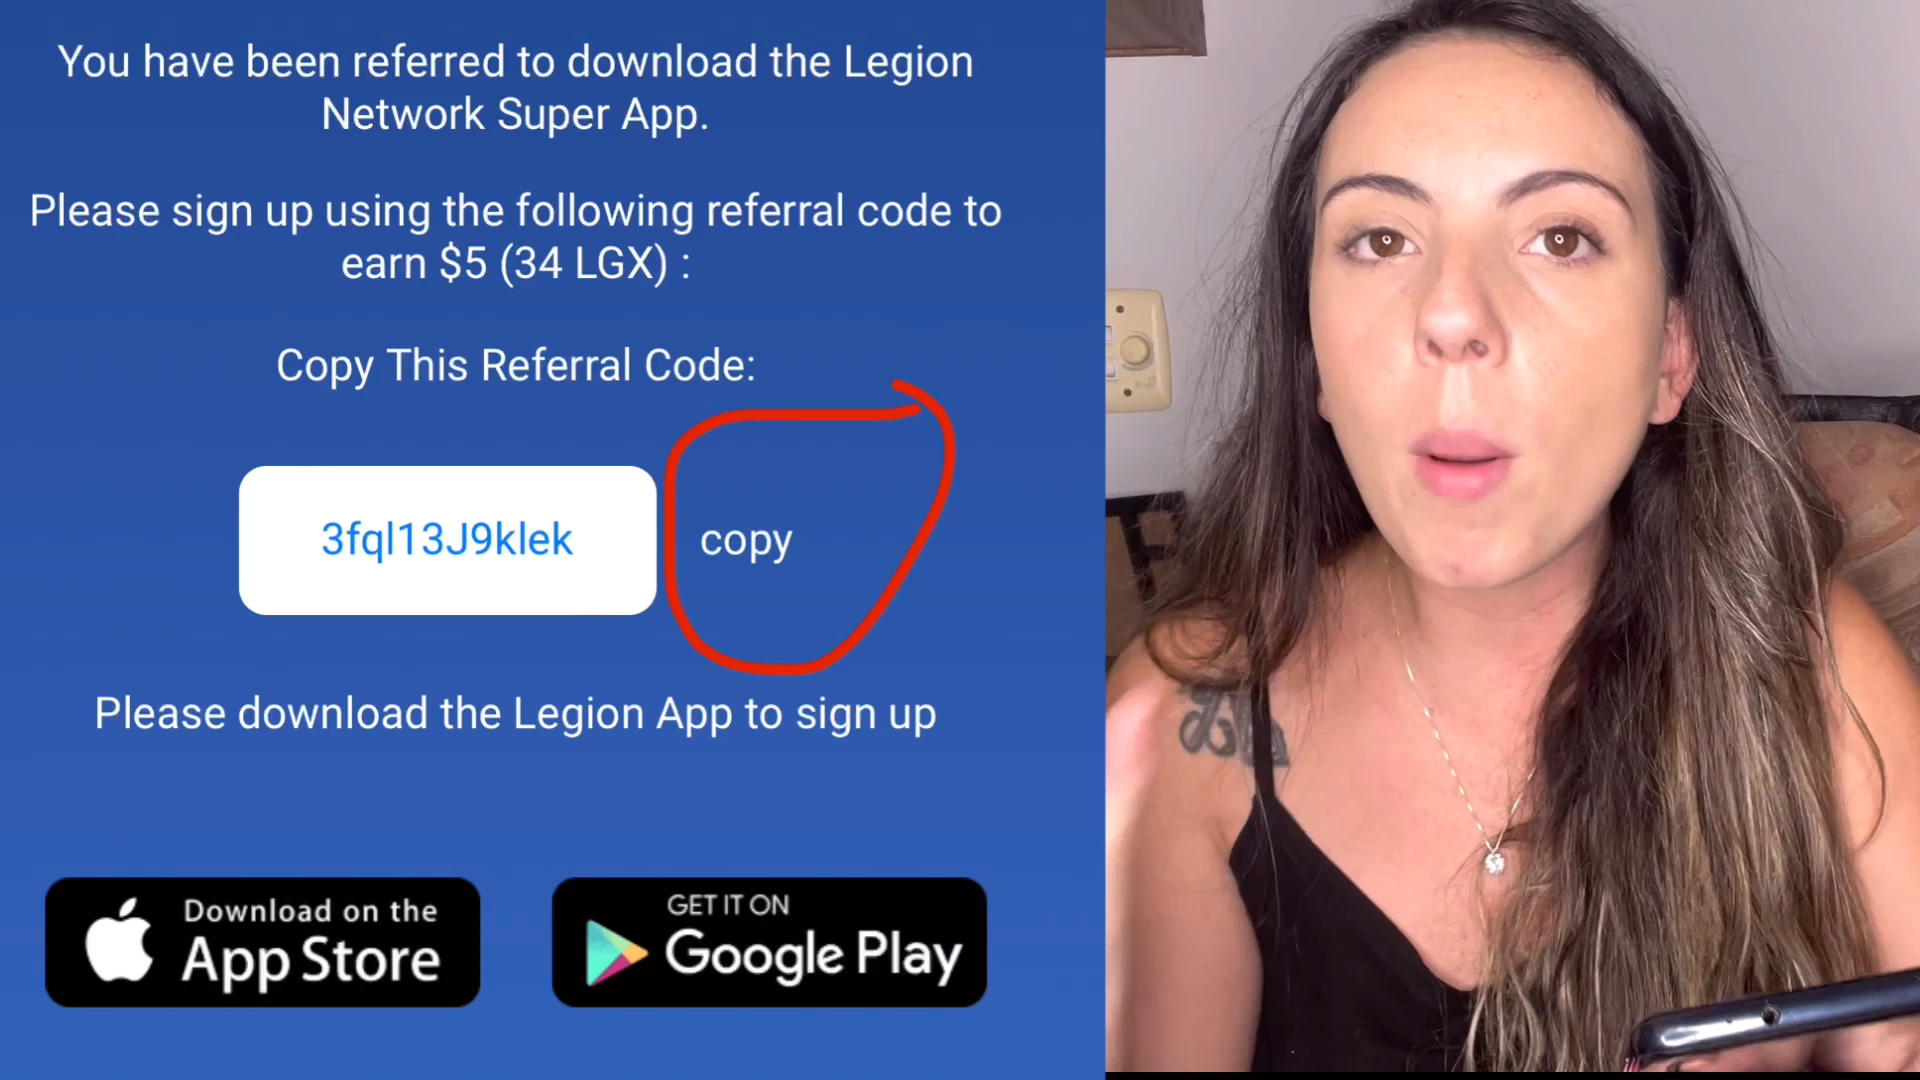 You have been referred to download the Legion
Network Super App.
Please sign up using the following referral code to
earn $5 (34 LGX) :
Copy This Referral Code:
3fql13J9klek
copy
Please download the Legion App to sign up
Download on the
App Store
GET IT ON
Google Play